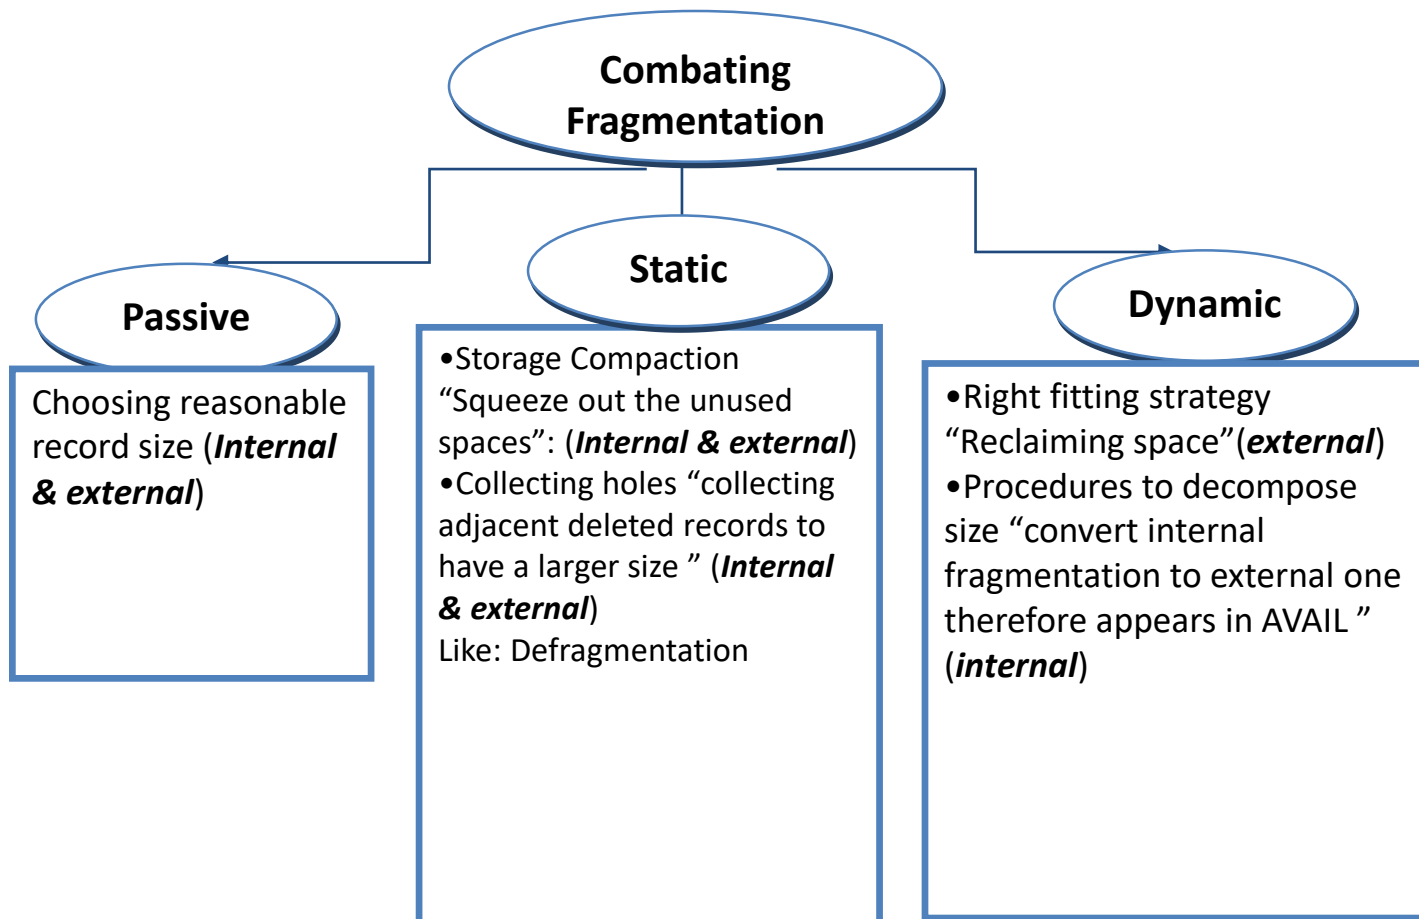 Combating
Fragmentation
Passive
Choosing reasonable
record size (Internal
& external)
Static
•Storage Compaction
“Squeeze out the unused
spaces”: (Internal & external)
•Collecting holes “collecting
adjacent deleted records to
have a larger size ” (Internal
& external)
Like: Defragmentation
Dynamic
•Right fitting strategy
“Reclaiming space”(external)
•Procedures to decompose
size “convert internal
fragmentation to external one
therefore appears in AVAIL ”
(internal)